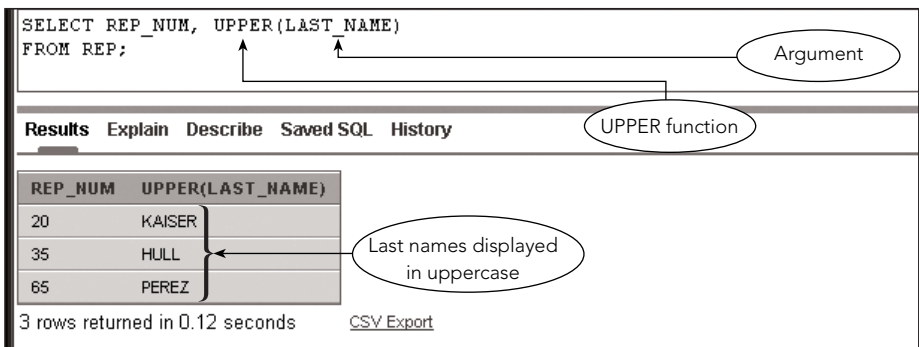 SELECT REP_NUM, UPPER(LAST_NAME)
FROM REP;
Argument
UPPER function
Results Explain Describe Saved SQL History
REP_NUM UPPER(LAST_NAME)
20 KAISER
35 HULL
65 PEREZ
Last names displayed
in uppercase
3 rows returned in 0.12 seconds CSV Export